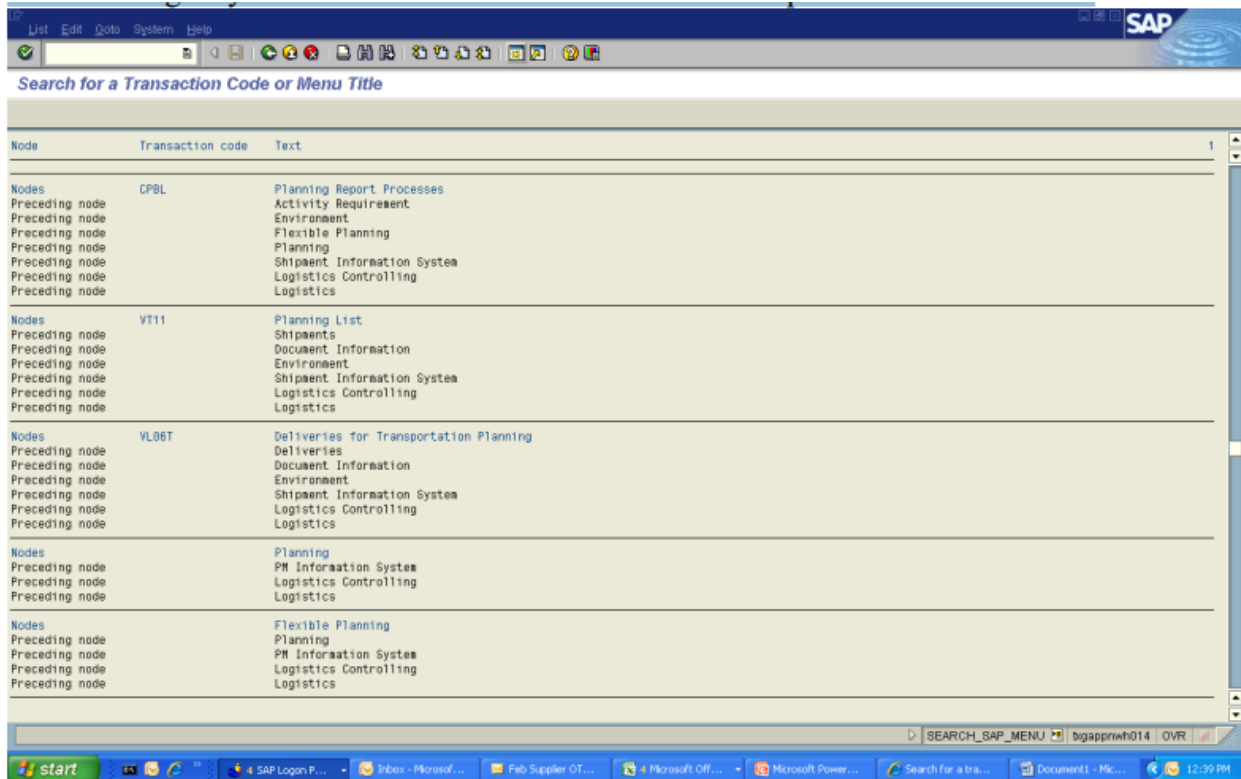 List Edit Goto System Help
SAP
Search for a Transaction Code or Menu Title
Node Transaction code Text 1
Nodes CPBL Planning Report Processes
Preceding node Activity Requirement
Preceding node Environment
Preceding node Flexible Planning
Preceding node Planning
Preceding node Shipment Information System
Preceding node Logistics Controlling
Preceding node Logistics
Nodes VT11 Planning List
Preceding node Shipments
Preceding node Document Information
Preceding node Environment
Preceding node Shipment Information System
Preceding node Logistics Controlling
Preceding node Logistics
Nodes VL06T Deliveries for Transportation Planning
Preceding node Deliveries
Preceding node Document Information
Preceding node Environment
Preceding node Shipment Information System
Preceding node Logistics Controlling
Preceding node Logistics
Nodes Planning
Preceding node PM Information System
Preceding node Logistics Controlling
Preceding node Logistics
Nodes Flexible Planning
Preceding node Planning
Preceding node PM Information System
Preceding node Logistics Controlling
Preceding node Logistics
SEARCH_SAP_MENU bigappnwh014 OVR
start 4 SAP Logon P... Inbox - Microsof... Feb Supplier OT... 4 Microsoft Off... Microsoft Power... Search for a tra... Document1 - Mic... 12:39 PM